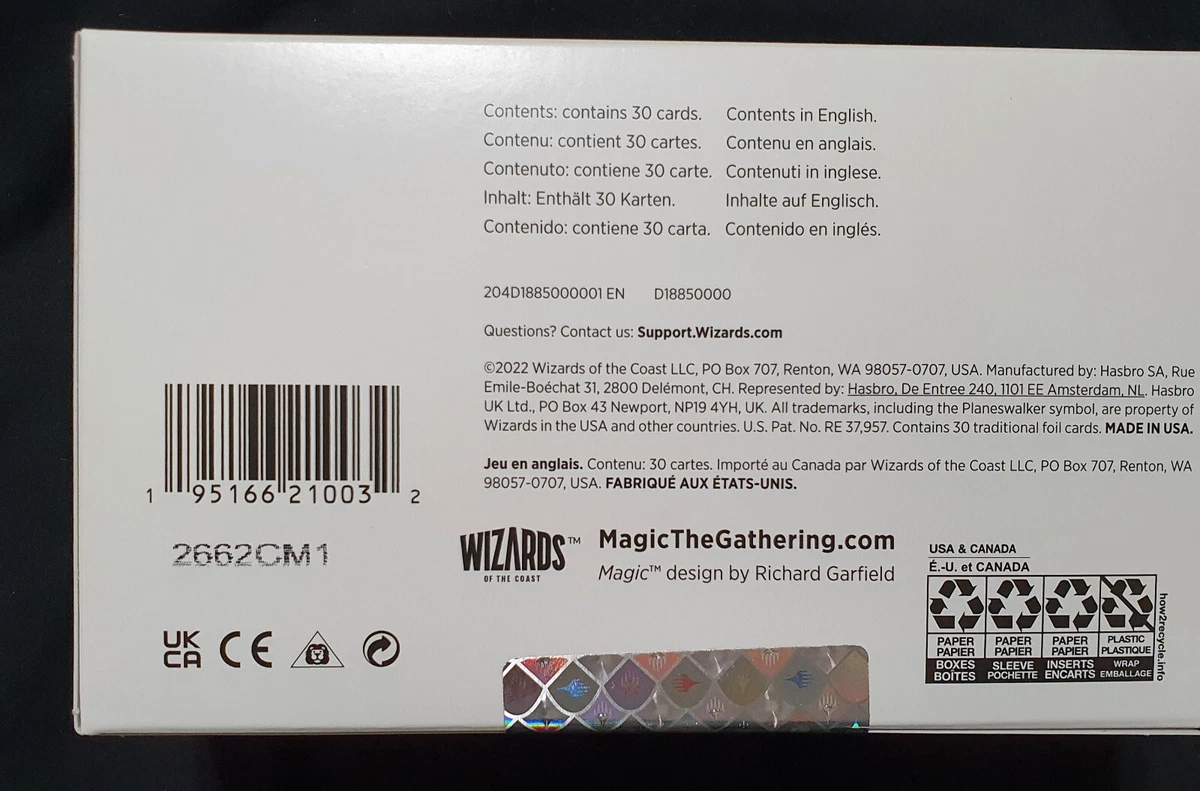 Contents: contains 30 cards. Contents in English.
Contenu: contient 30 cartes. Contenu en anglais.
Contenuto: contiene 30 carte. Contenuti in inglese.
Inhalt: Enthält 30 Karten. Inhalte auf Englisch.
Contenido: contiene 30 carta. Contenido en inglés.
204D1885000001 EN D18850000
Questions? Contact us: Support.Wizards.com
©2022 Wizards of the Coast LLC, PO Box 707, Renton, WA 98057-0707, USA. Manufactured by: Hasbro SA, Rue
Emile-Boéchat 31, 2800 Delémont, CH. Represented by: Hasbro, De Entree 240, 1101 EE Amsterdam, NL. Hasbro
UK Ltd., PO Box 43 Newport, NP19 4YH, UK. All trademarks, including the Planeswalker symbol, are property of
Wizards in the USA and other countries. U.S. Pat. No. RE 37,957. Contains 30 traditional foil cards. MADE IN USA.
Jeu en anglais. Contenu: 30 cartes. Importé au Canada par Wizards of the Coast LLC, PO Box 707, Renton, WA
98057-0707, USA. FABRIQUÉ AUX ÉTATS-UNIS.
1 95166 21003 2
2662CM1
UK
CA CE
WIZARDS™
OF THE COAST
MagicTheGathering.com
Magic™ design by Richard Garfield
USA & CANADA
É.-U. et CANADA
PAPER PAPER PAPER PLASTIC
PAPIER PAPIER PAPIER PLASTIQUE
BOXES SLEEVE INSERTS WRAP
BOÎTES POCHETTE ENCARTS EMBALLAGE
how2recycle.info